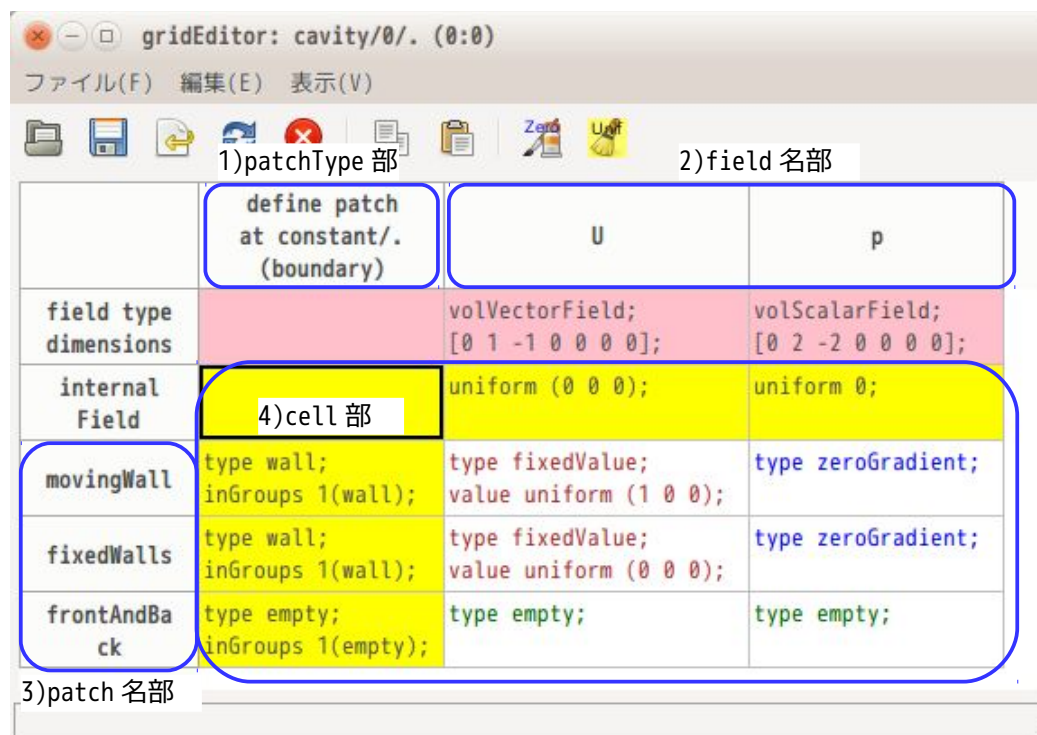 gridEditor: cavity/0/. (0:0)
ファイル(F) 編集(E) 表示(V)
Zero
Unit
1)patchType 部
2)field 名部
define patch
at constant/.
(boundary)
U
p
field type
dimensions
volVectorField;
[0 1 -1 0 0 0 0];
volScalarField;
[0 2 -2 0 0 0 0];
internal
Field
4)cell 部
uniform (0 0 0);
uniform 0;
movingWall
type wall;
inGroups 1(wall);
type fixedValue;
value uniform (1 0 0);
type zeroGradient;
fixedWalls
type wall;
inGroups 1(wall);
type fixedValue;
value uniform (0 0 0);
type zeroGradient;
frontAndBa
ck
type empty;
inGroups 1(empty);
type empty;
type empty;
3)patch 名部